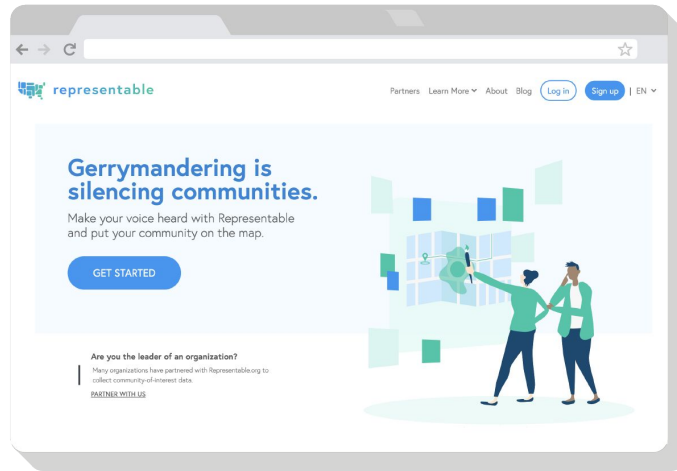 representable
Partners Learn More About Blog Log in Sign up | EN
Gerrymandering is
silencing communities.
Make your voice heard with Representable
and put your community on the map.
GET STARTED
Are you the leader of an organization?
Many organizations have partnered with Representable.org to
collect community-of-interest data.
PARTNER WITH US